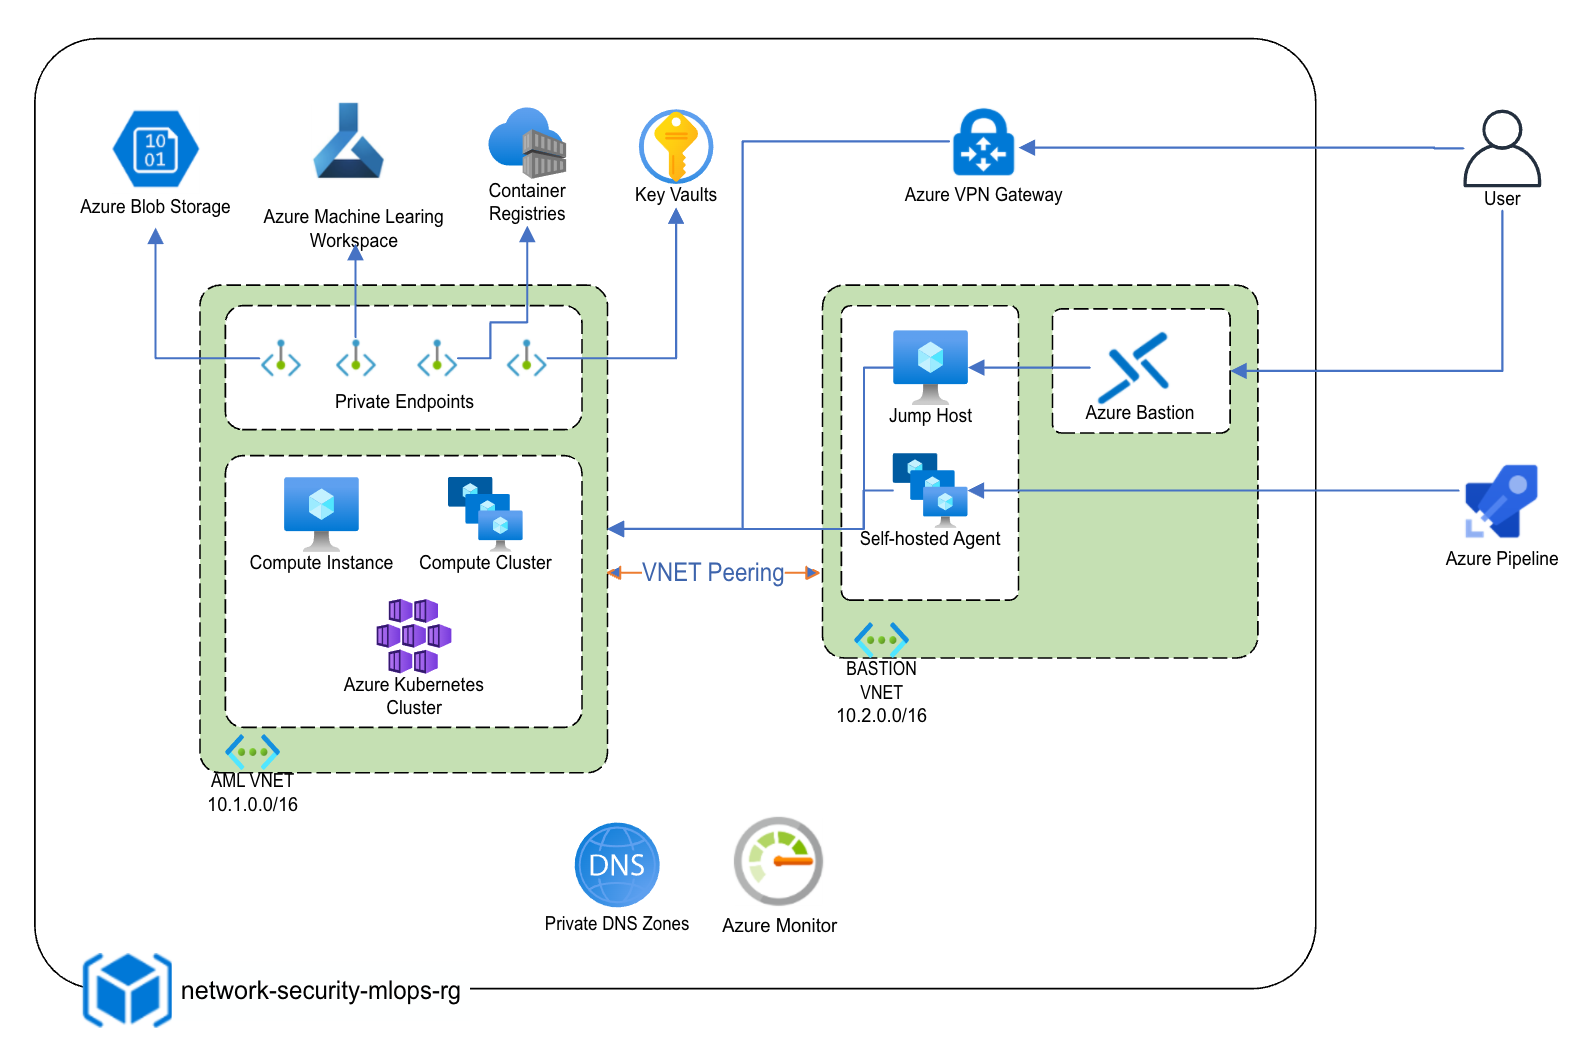 Azure Blob Storage
Azure Machine Learing
Workspace
Container
Registries
Key Vaults
Azure VPN Gateway
User
Private Endpoints
Jump Host
Azure Bastion
Compute Instance
Compute Cluster
Self-hosted Agent
Azure Pipeline
VNET Peering
Azure Kubernetes
Cluster
BASTION
VNET
10.2.0.0/16
AML VNET
10.1.0.0/16
10
01
DNS
Private DNS Zones
Azure Monitor
network-security-mlops-rg